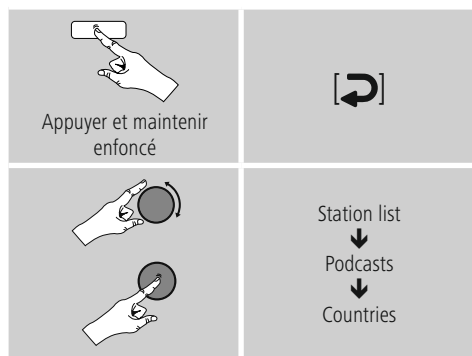 Appuyer et maintenir
enfoncé
[ ]
Station list
Podcasts
Countries